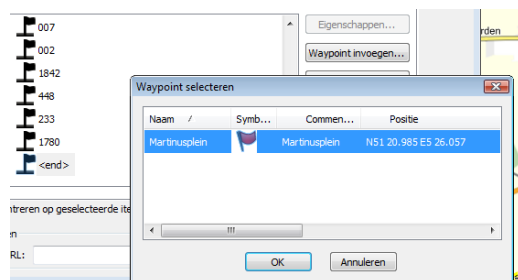 007
002
1842
448
233
1780
<end>
Eigenschappen...
Waypoint invoegen...
rden
Waypoint selecteren
Naam / Symb... Commen... Positie
Martinusplein Martinusplein N51 20.985 E5 26.057
OK Annuleren
ntreren op geselecteerde ite
en
RL: